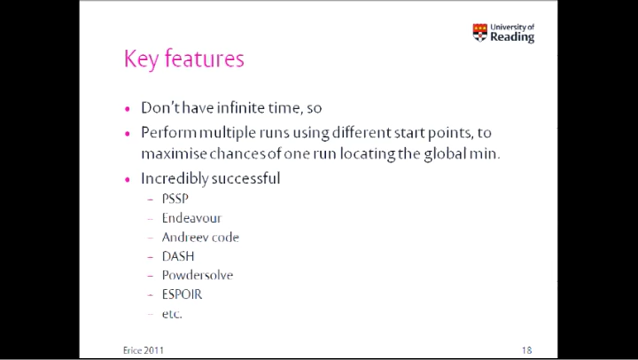 University of
Reading
Key features
• Don't have infinite time, so
• Perform multiple runs using different start points, to
maximise chances of one run locating the global min.
• Incredibly successful
– PSSP
– Endeavour
– Andreev code
– DASH
– Powdersolve
– ESPOIR
– etc.
Erice 2011
18